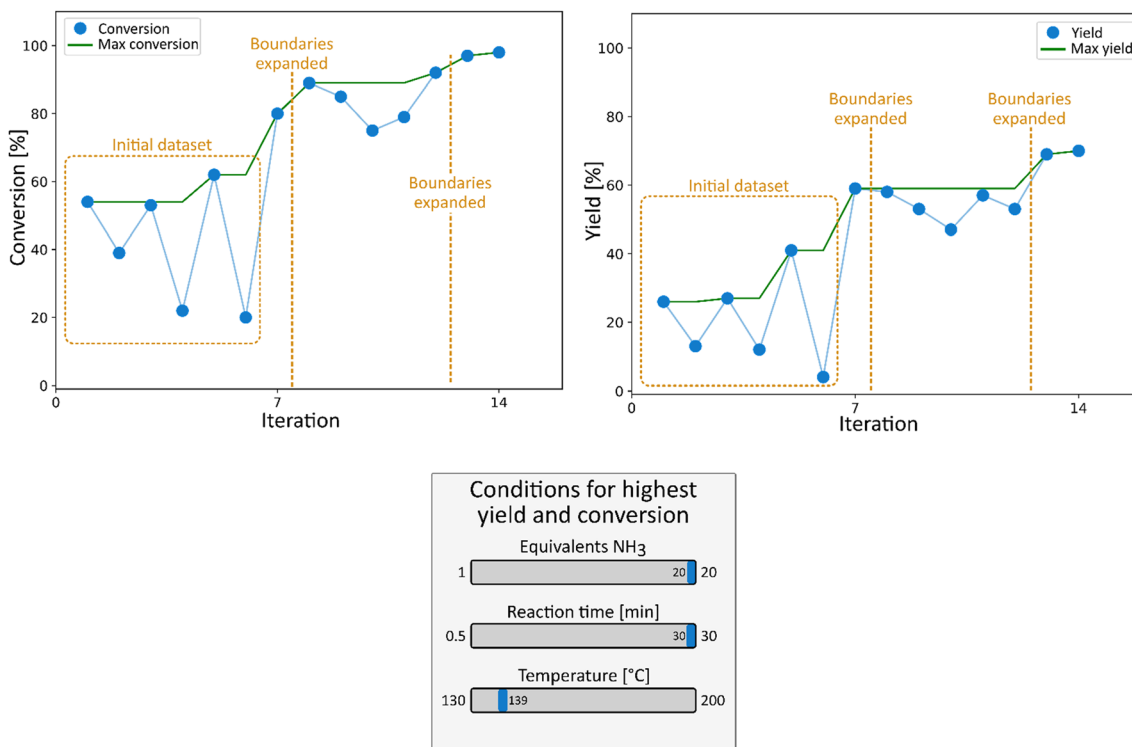 Conversion
Max conversion
Boundaries
expanded
Initial dataset
Boundaries
expanded
Conversion [%]
100
80
60
40
20
0
0
7
14
Iteration
Yield
Max yield
Boundaries
expanded
Boundaries
expanded
Initial dataset
Yield [%]
100
80
60
40
20
0
0
7
14
Iteration
Conditions for highest
yield and conversion
Equivalents NH3
1 20 20
Reaction time [min]
0.5 30 30
Temperature [°C]
130 139 200